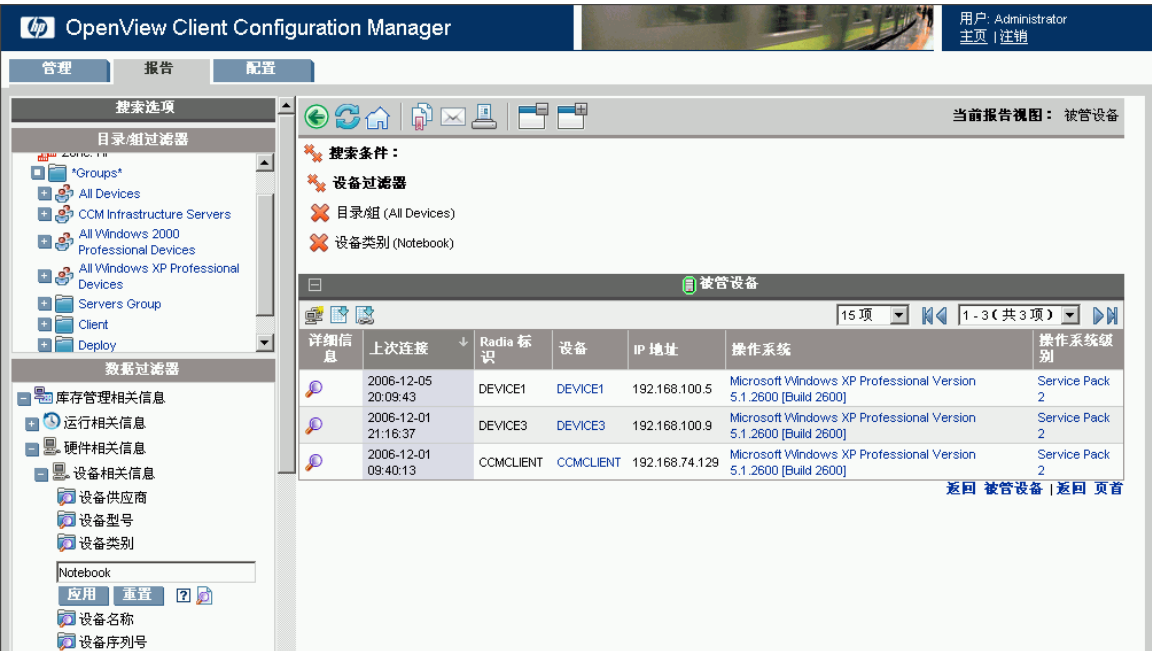 hp OpenView Client Configuration Manager
用户: Administrator
主页 | 注销
管理 报告 配置
搜索选项
目录/组过滤器
*Groups*
All Devices
CCM Infrastructure Servers
All Windows 2000
Professional Devices
All Windows XP Professional
Devices
Servers Group
Client
Deploy
数据过滤器
库存管理相关信息
运行相关信息
硬件相关信息
设备相关信息
设备供应商
设备型号
设备类别
Notebook
应用 重置 ?
设备名称
设备序列号
当前报告视图： 被管设备
搜索条件：
设备过滤器
目录/组 (All Devices)
设备类别 (Notebook)
被管设备
15 项 1 - 3 ( 共 3 项 )
详细信息 上次连接 Radia 标识 设备 IP 地址 操作系统 操作系统级别
2006-12-05 20:09:43 DEVICE1 DEVICE1 192.168.100.5 Microsoft Windows XP Professional Version 5.1.2600 [Build 2600] Service Pack 2
2006-12-01 21:16:37 DEVICE3 DEVICE3 192.168.100.9 Microsoft Windows XP Professional Version 5.1.2600 [Build 2600] Service Pack 2
2006-12-01 09:40:13 CCMCLIENT CCMCLIENT 192.168.74.129 Microsoft Windows XP Professional Version 5.1.2600 [Build 2600] Service Pack 2
返回 被管设备 | 返回 页首